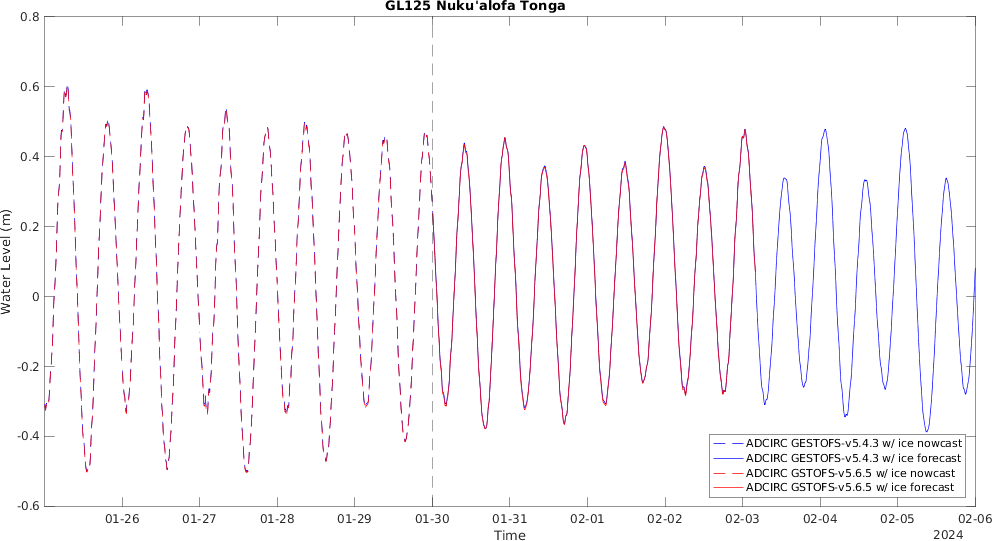 GL125 Nuku'alofa Tonga
0.8
0.6
0.4
0.2
0
-0.2
-0.4
-0.6
Water Level (m)
ADCIRC GESTOFS-v5.4.3 w/ ice nowcast
ADCIRC GESTOFS-v5.4.3 w/ ice forecast
ADCIRC GSTOFS-v5.6.5 w/ ice nowcast
ADCIRC GSTOFS-v5.6.5 w/ ice forecast
01-26 01-27 01-28 01-29 01-30 01-31 02-01 02-02 02-03 02-04 02-05 02-06
Time
2024